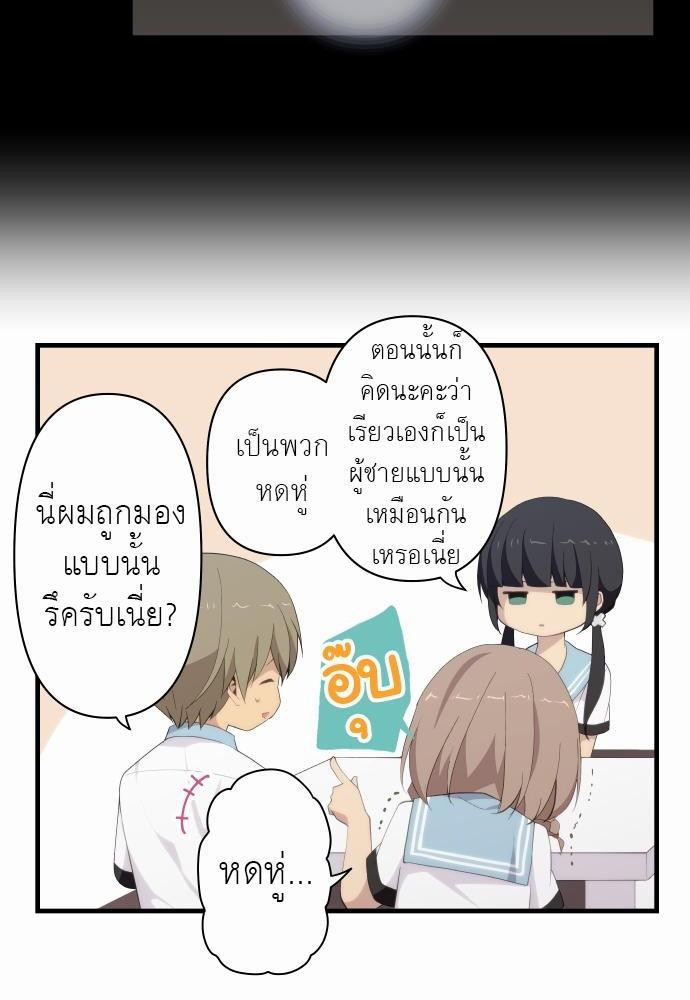 ตอนนั้นก็
คิดนะคะว่า
เรียวเองก็เป็น
ผู้ชายแบบนั้น
เหมือนกัน
เหรอเนี่ย
เป็นพวก
หดหู่
นี่ผมถูกมอง
แบบนั้น
รึครับเนี่ย?
อุ๊บ
หดหู่...